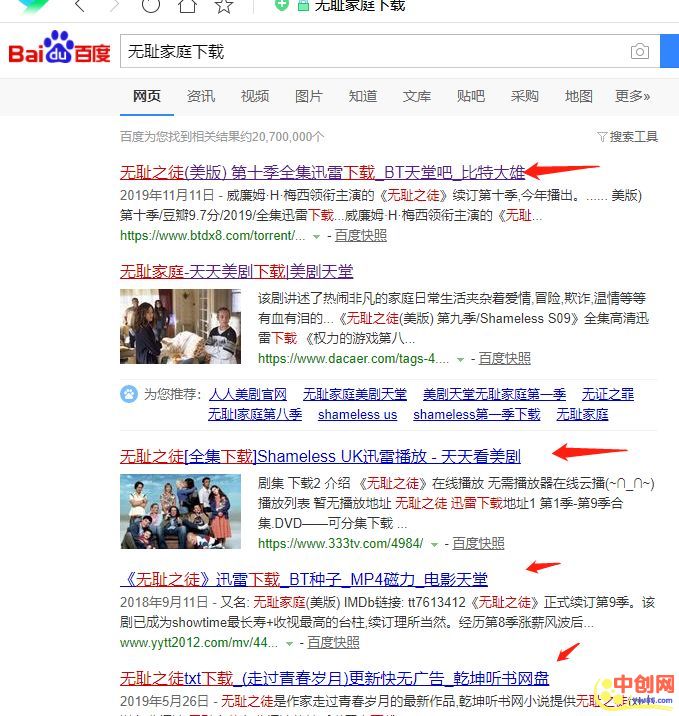 无耻家庭下载
Bai du 百度
无耻家庭下载
网页 资讯 视频 图片 知道 文库 贴吧 采购 地图 更多»
百度为您找到相关结果约20,700,000个 搜索工具
无耻之徒(美版) 第十季全集迅雷下载_BT天堂吧_比特大雄
2019年11月11日 - 威廉姆·H·梅西领衔主演的《无耻之徒》续订第十季,今年播出。...... 美版)
第十季/豆瓣9.7分/2019/全集迅雷下载...威廉姆·H·梅西领衔主演的《无耻...
https://www.btdx8.com/torrent/... - 百度快照
无耻家庭-天天美剧下载|美剧天堂
该剧讲述了热闹非凡的家庭日常生活夹杂着爱情,冒险,欺诈,温情等等
有血有泪的...《无耻之徒(美版) 第九季/Shameless S09》全集高清迅
雷下载 《权力的游戏第八...
https://www.dacaer.com/tags-4.... - 百度快照
为您推荐: 人人美剧官网 无耻家庭美剧天堂 美剧天堂无耻家庭第一季 无证之罪
无耻l家庭第八季 shameless us shameless第一季下载 无耻家庭
无耻之徒[全集下载]Shameless UK迅雷播放 - 天天看美剧
剧集 下载2 介绍 《无耻之徒》在线播放 无需播放器在线云播(~∩_∩~)
播放列表 暂无播放地址 无耻之徒 迅雷下载地址1 第1季-第9季合
集.DVD——可分集下载 ...
https://www.333tv.com/4984/ - 百度快照
《无耻之徒》迅雷下载_BT种子_MP4磁力_电影天堂
2018年9月11日 - 又名: 无耻家庭(美版) IMDb链接: tt7613412《无耻之徒》正式续订第9季。该
剧已成为showtime最长寿+收视最高的台柱,续订理所当然。经历第8季涨薪风波后...
www.yytt2012.com/mv/44... - 百度快照
无耻之徒txt下载_(走过青春岁月)更新快无广告_乾坤听书网盘
2019年5月26日 - 无耻之徒是作家走过青春岁月的最新作品,乾坤听书网小说提供无耻之徒
中创网